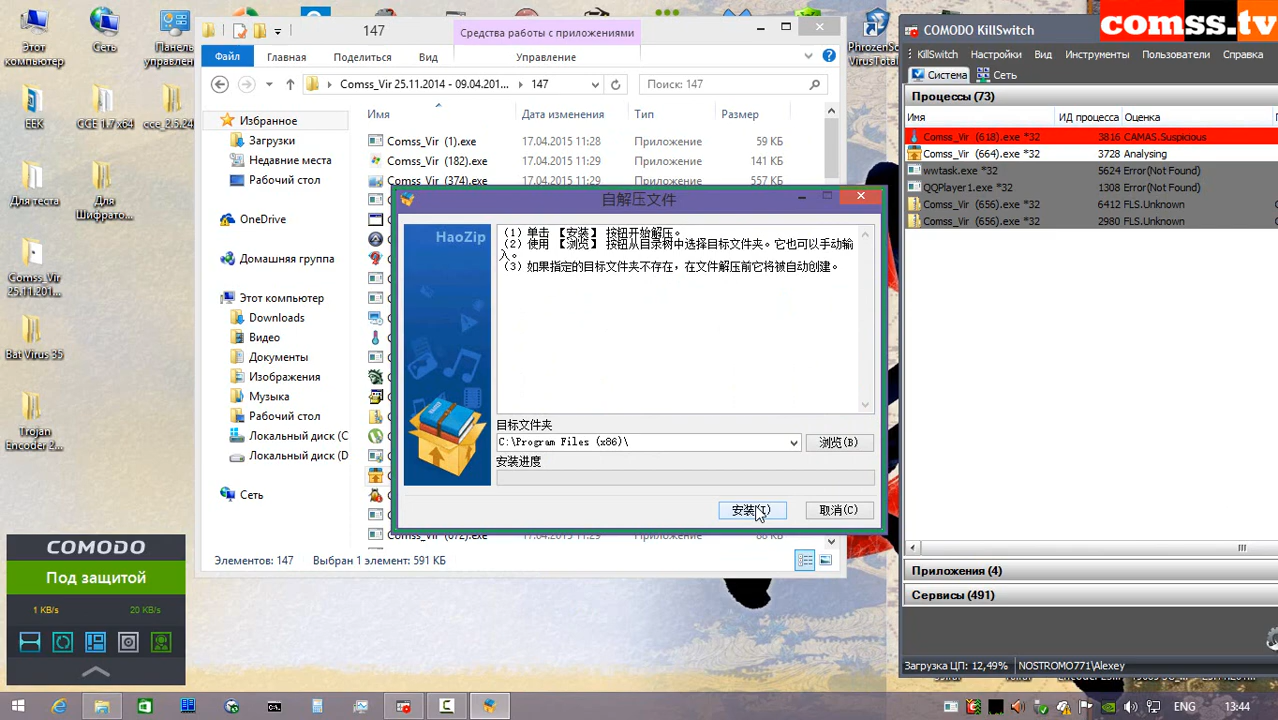 comss.tv
Этот
компьютер
Сеть
Панель
управлен
EEK
CCE 1.7 x64
cce_2.5.24
Для теста
Для
Шифрато...
Comss_Vir
25.11.201...
Bat Virus 35
Trojan
Encoder 2...
147
Средства работы с приложениями
Файл
Главная
Поделиться
Вид
Управление
Comss_Vir 25.11.2014 - 09.04.201...
147
Поиск: 147
Имя
Дата изменения
Тип
Размер
Избранное
Загрузки
Недавние места
Рабочий стол
OneDrive
Домашняя группа
Этот компьютер
Downloads
Видео
Документы
Изображения
Музыка
Рабочий стол
Локальный диск (C
Локальный диск (D
Сеть
Comss_Vir (1).exe
17.04.2015 11:28
Приложение
59 КБ
Comss_Vir (182).exe
17.04.2015 11:29
Приложение
141 КБ
Comss_Vir (374).exe
17.04.2015 11:29
Приложение
557 КБ
Элементов: 147
Выбран 1 элемент: 591 КБ
自解压文件
HaoZip
(1) 单击 【安装】 按钮开始解压。
(2) 使用 【浏览】 按钮从目录树中选择目标文件夹。它也可以手动输
入。
(3) 如果指定的目标文件夹不存在，在文件解压前它将被自动创建。
目标文件夹
C:\Program Files (x86)\
浏览(B)
安装进度
安装(I)
取消(C)
PhrozenS
VirusTotal
COMODO KillSwitch
KillSwitch
Настройки
Вид
Инструменты
Пользователи
Справка
Система
Сеть
Процессы (73)
Имя
ИД процесса
Оценка
Comss_Vir (618).exe *32
3816
CAMAS.Suspicious
Comss_Vir (664).exe *32
3728
Analysing
wwtask.exe *32
5624
Error(Not Found)
QQPlayer1.exe *32
1308
Error(Not Found)
Comss_Vir (656).exe *32
6212
FLS.Unknown
Comss_Vir (656).exe *32
2980
FLS.Unknown
Приложения (4)
Сервисы (491)
Загрузка ЦП: 12,49%
NOSTROMO771\Alexey
COMODO
Под защитой
1 KB/s
20 KB/s
ENG
13:44